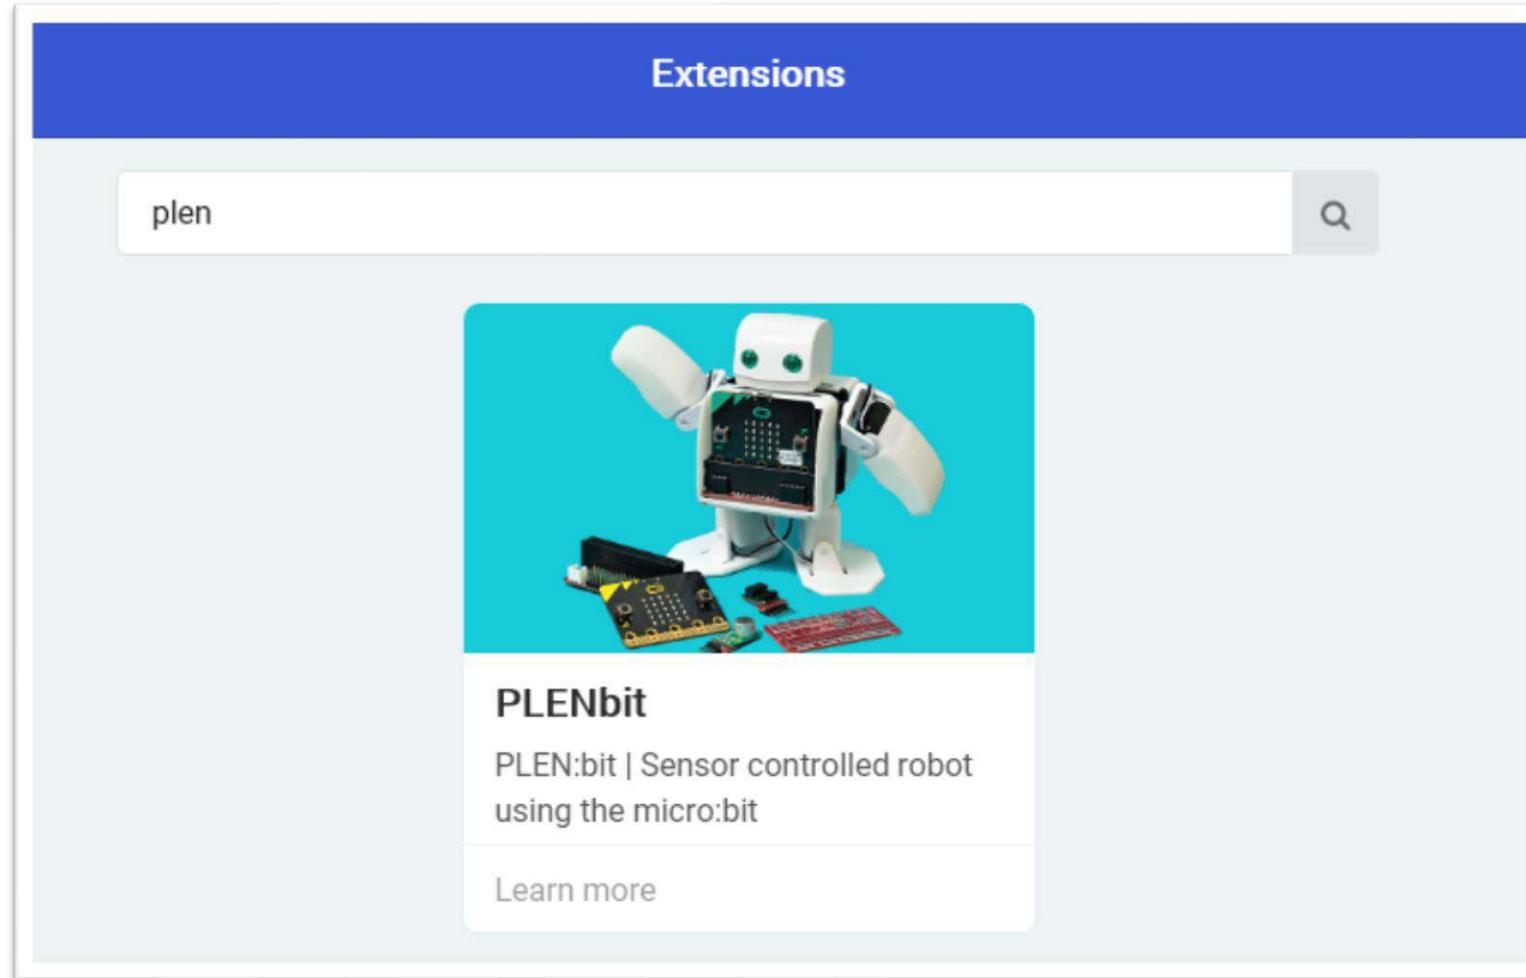 Extensions
plen
PLENbit
PLEN:bit | Sensor controlled robot
using the micro:bit
Learn more